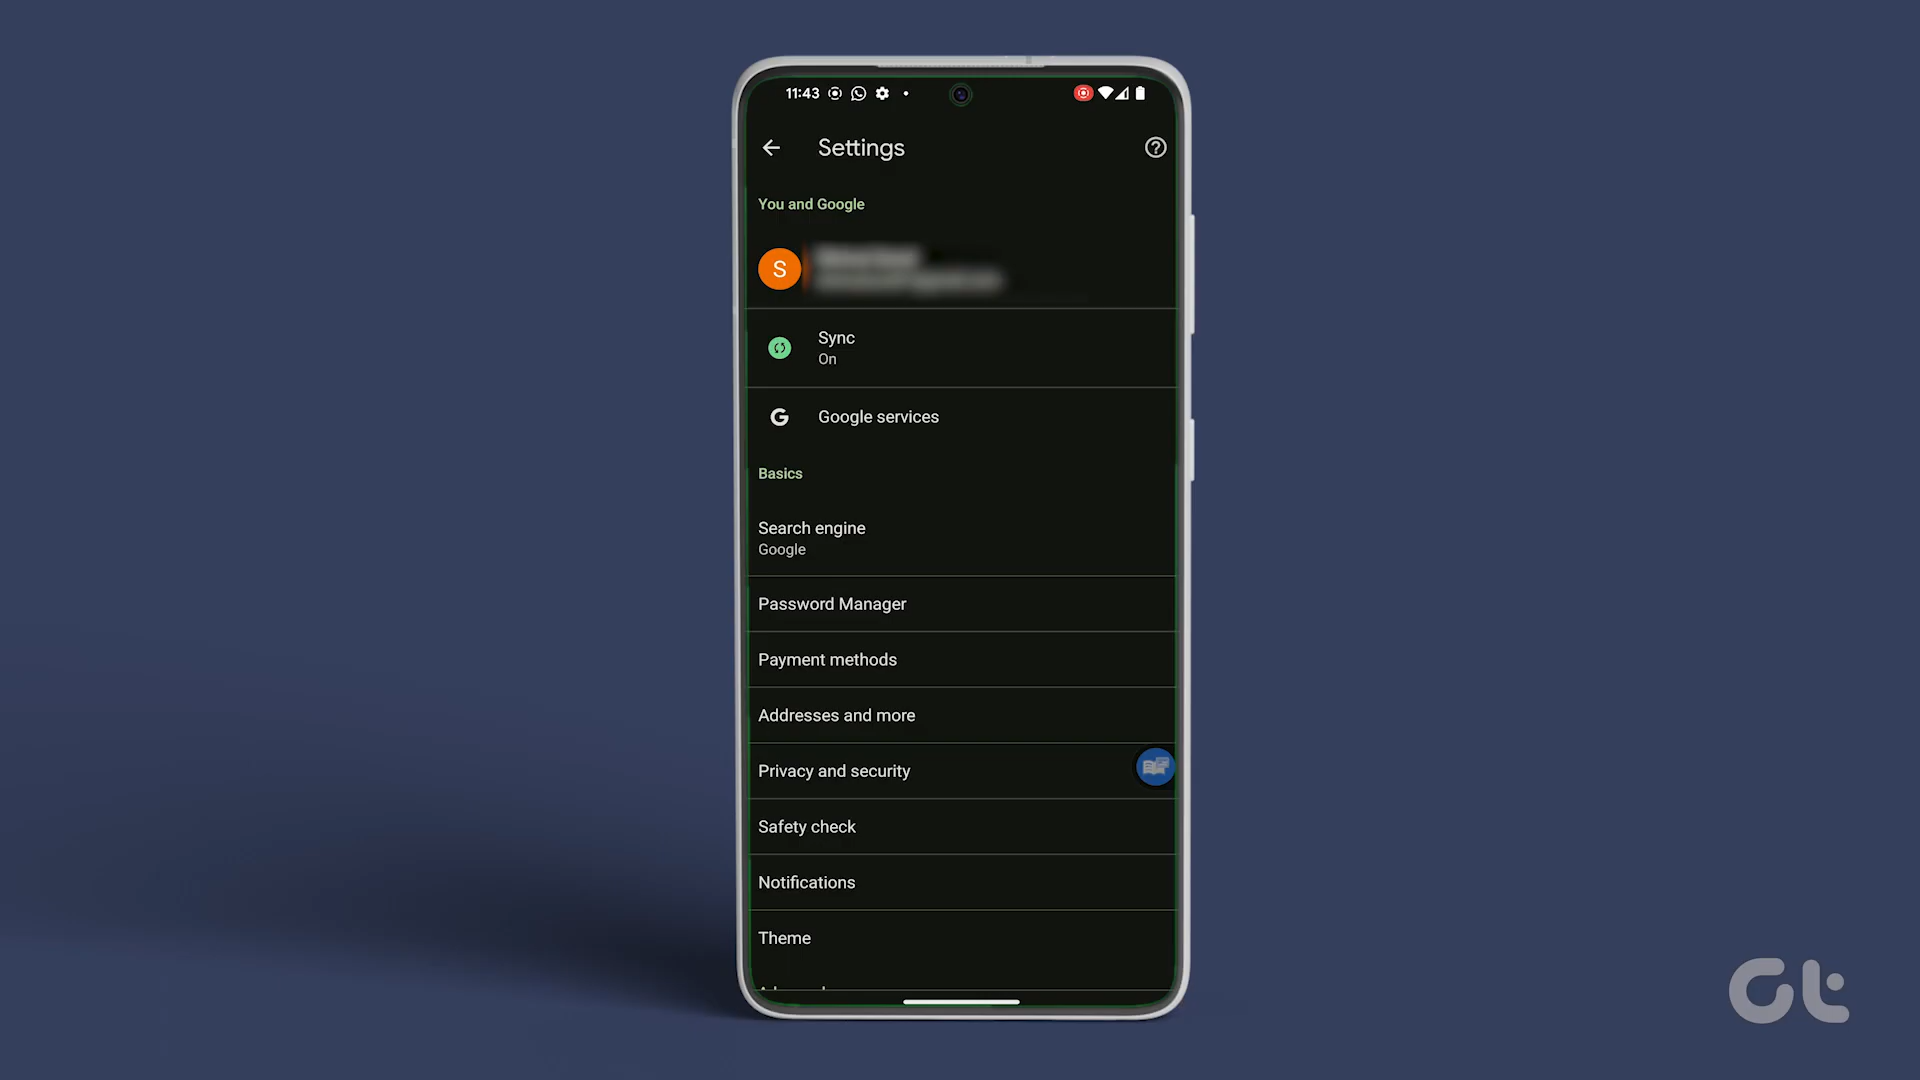 11:43
Settings
You and Google
S
Sync
On
Google services
Basics
Search engine
Google
Password Manager
Payment methods
Addresses and more
Privacy and security
Safety check
Notifications
Theme
Gt